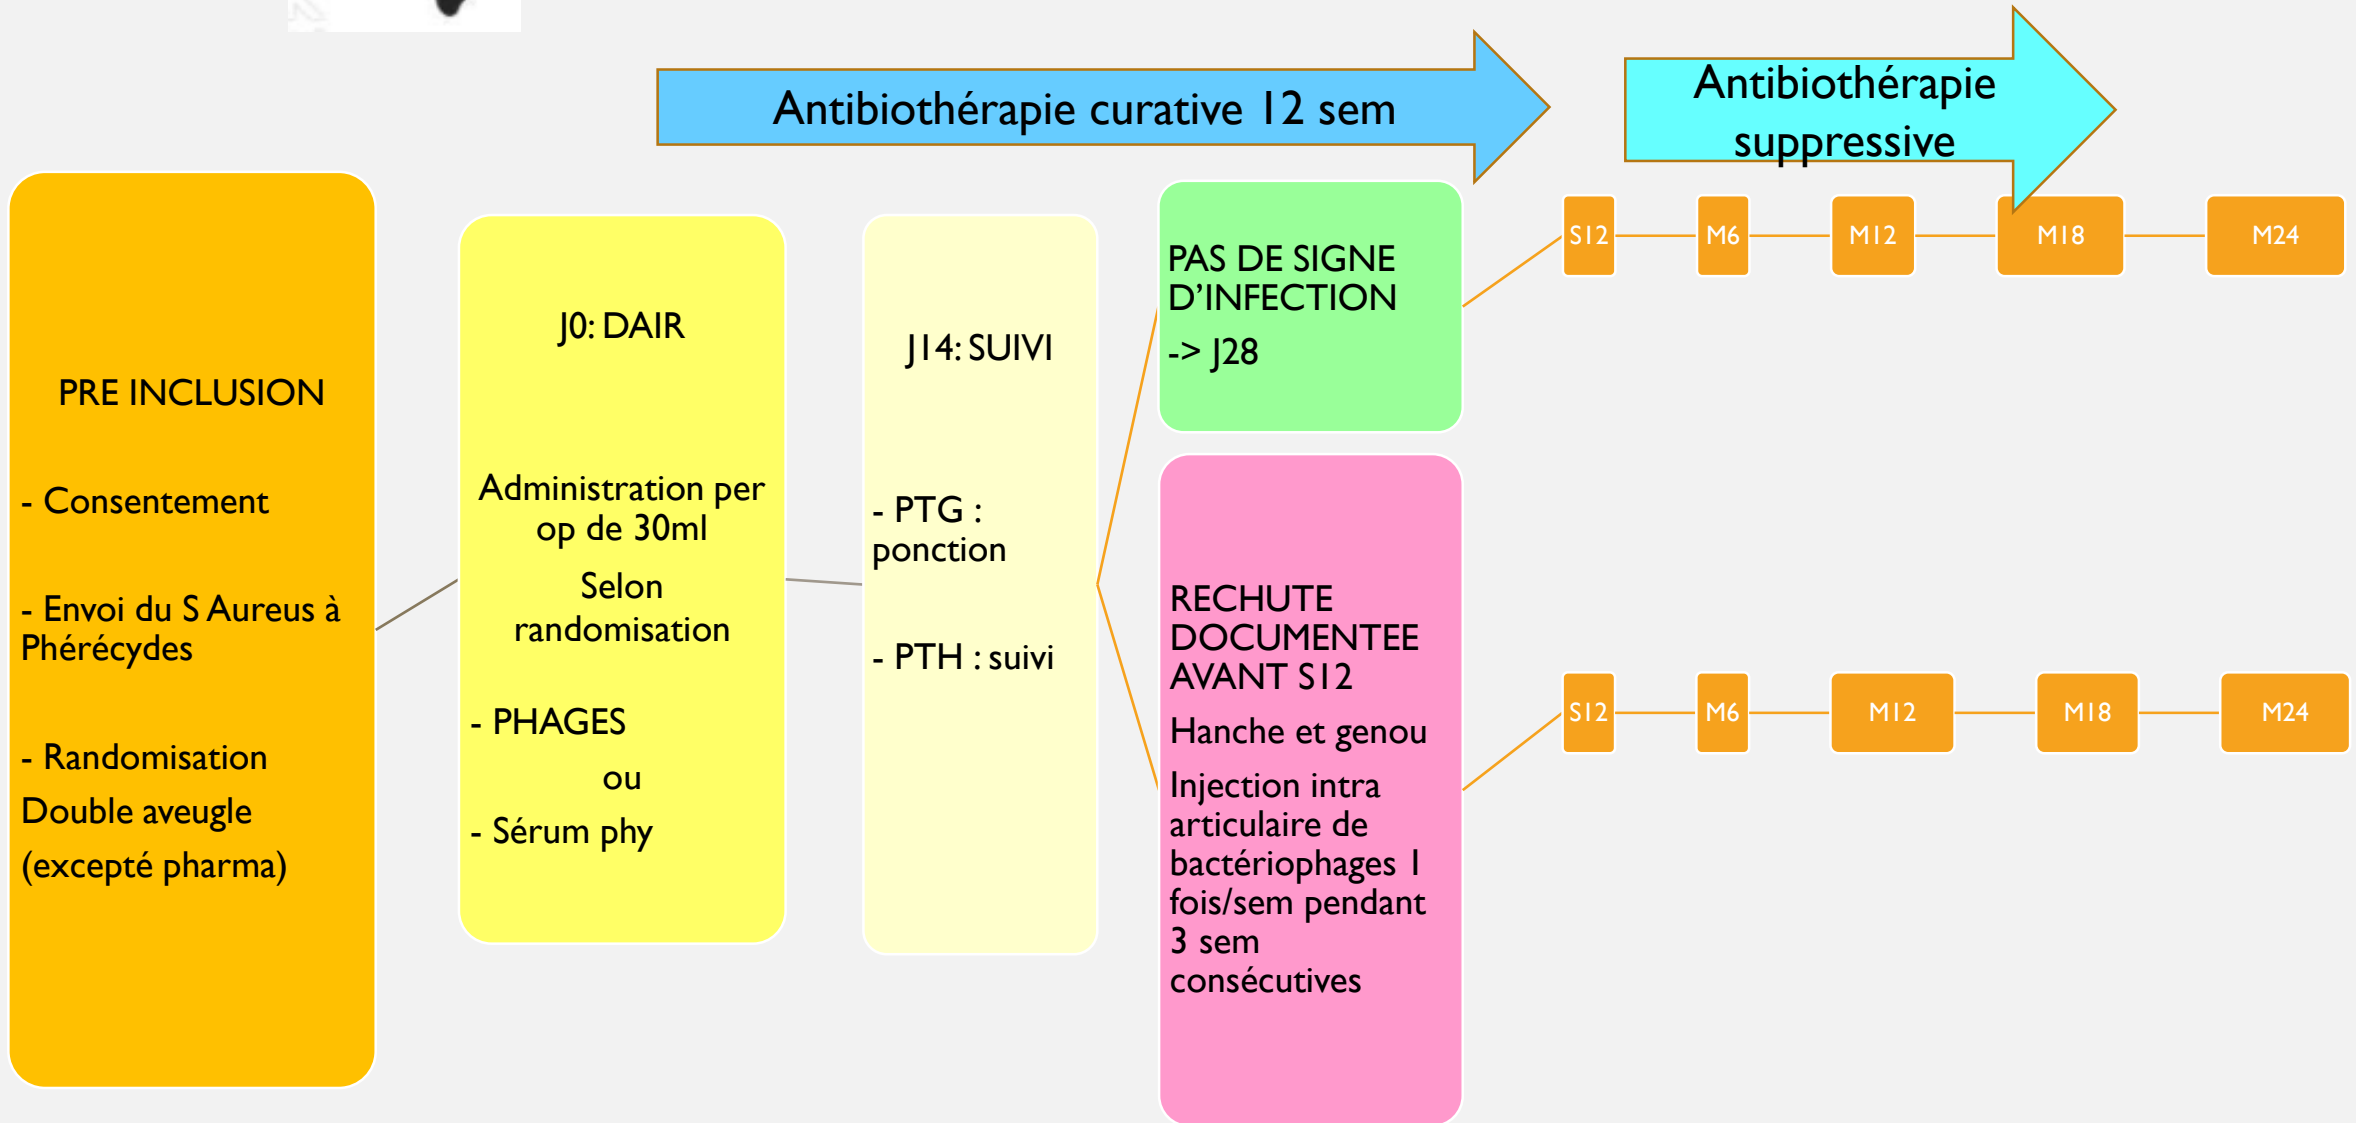 Antibiothérapie curative 12 sem
Antibiothérapie
suppressive
PRE INCLUSION
- Consentement
- Envoi du S Aureus à
Phérécydes
- Randomisation
Double aveugle
(excepté pharma)
J0: DAIR
Administration per
op de 30ml
Selon
randomisation
- PHAGES
ou
- Sérum phy
J14: SUIVI
- PTG :
ponction
- PTH : suivi
PAS DE SIGNE
D’INFECTION
-> J28
S12
M6
M12
M18
M24
RECHUTE
DOCUMENTEE
AVANT S12
Hanche et genou
Injection intra
articulaire de
bactériophages 1
fois/sem pendant
3 sem
consécutives
S12
M6
M12
M18
M24